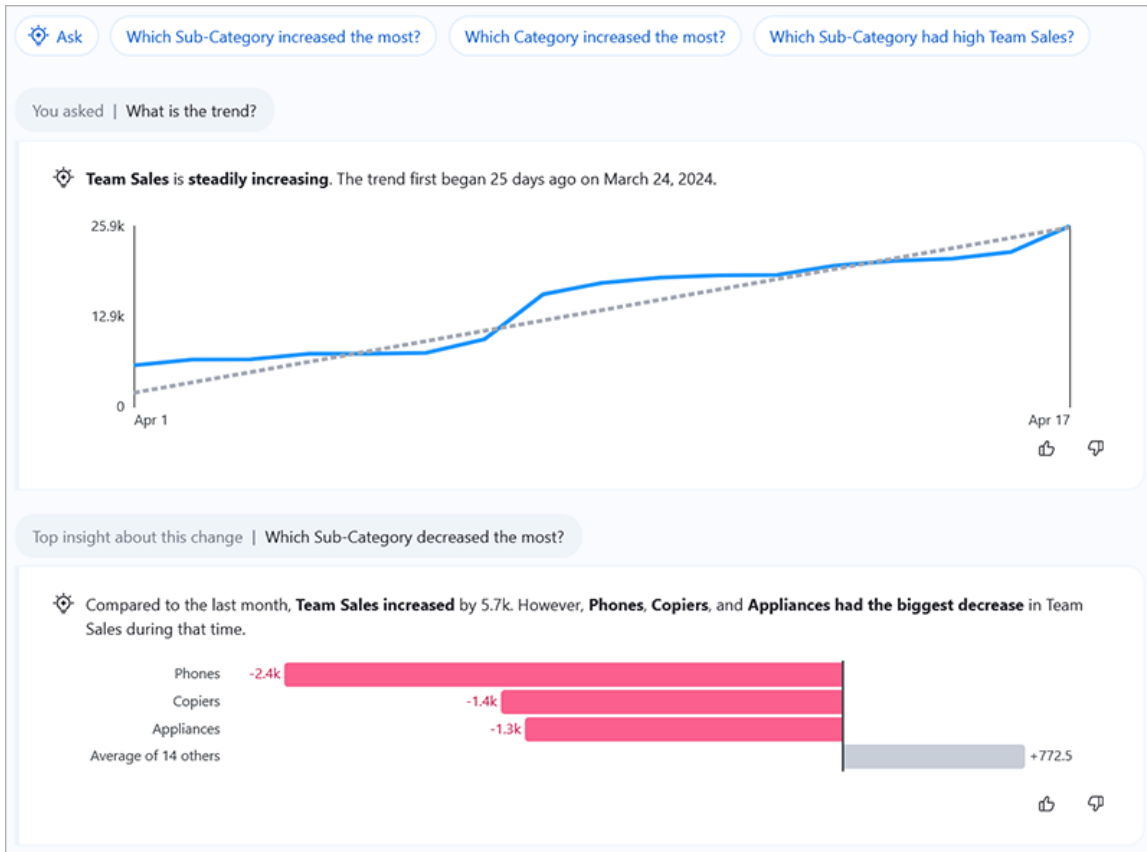 Ask
Which Sub-Category increased the most?
Which Category increased the most?
Which Sub-Category had high Team Sales?
You asked | What is the trend?
Team Sales is steadily increasing. The trend first began 25 days ago on March 24, 2024.
25.9k
12.9k
0
Apr 1
Apr 17
Top insight about this change | Which Sub-Category decreased the most?
Compared to the last month, Team Sales increased by 5.7k. However, Phones, Copiers, and Appliances had the biggest decrease in Team
Sales during that time.
Phones -2.4k
Copiers -1.4k
Appliances -1.3k
Average of 14 others +772.5